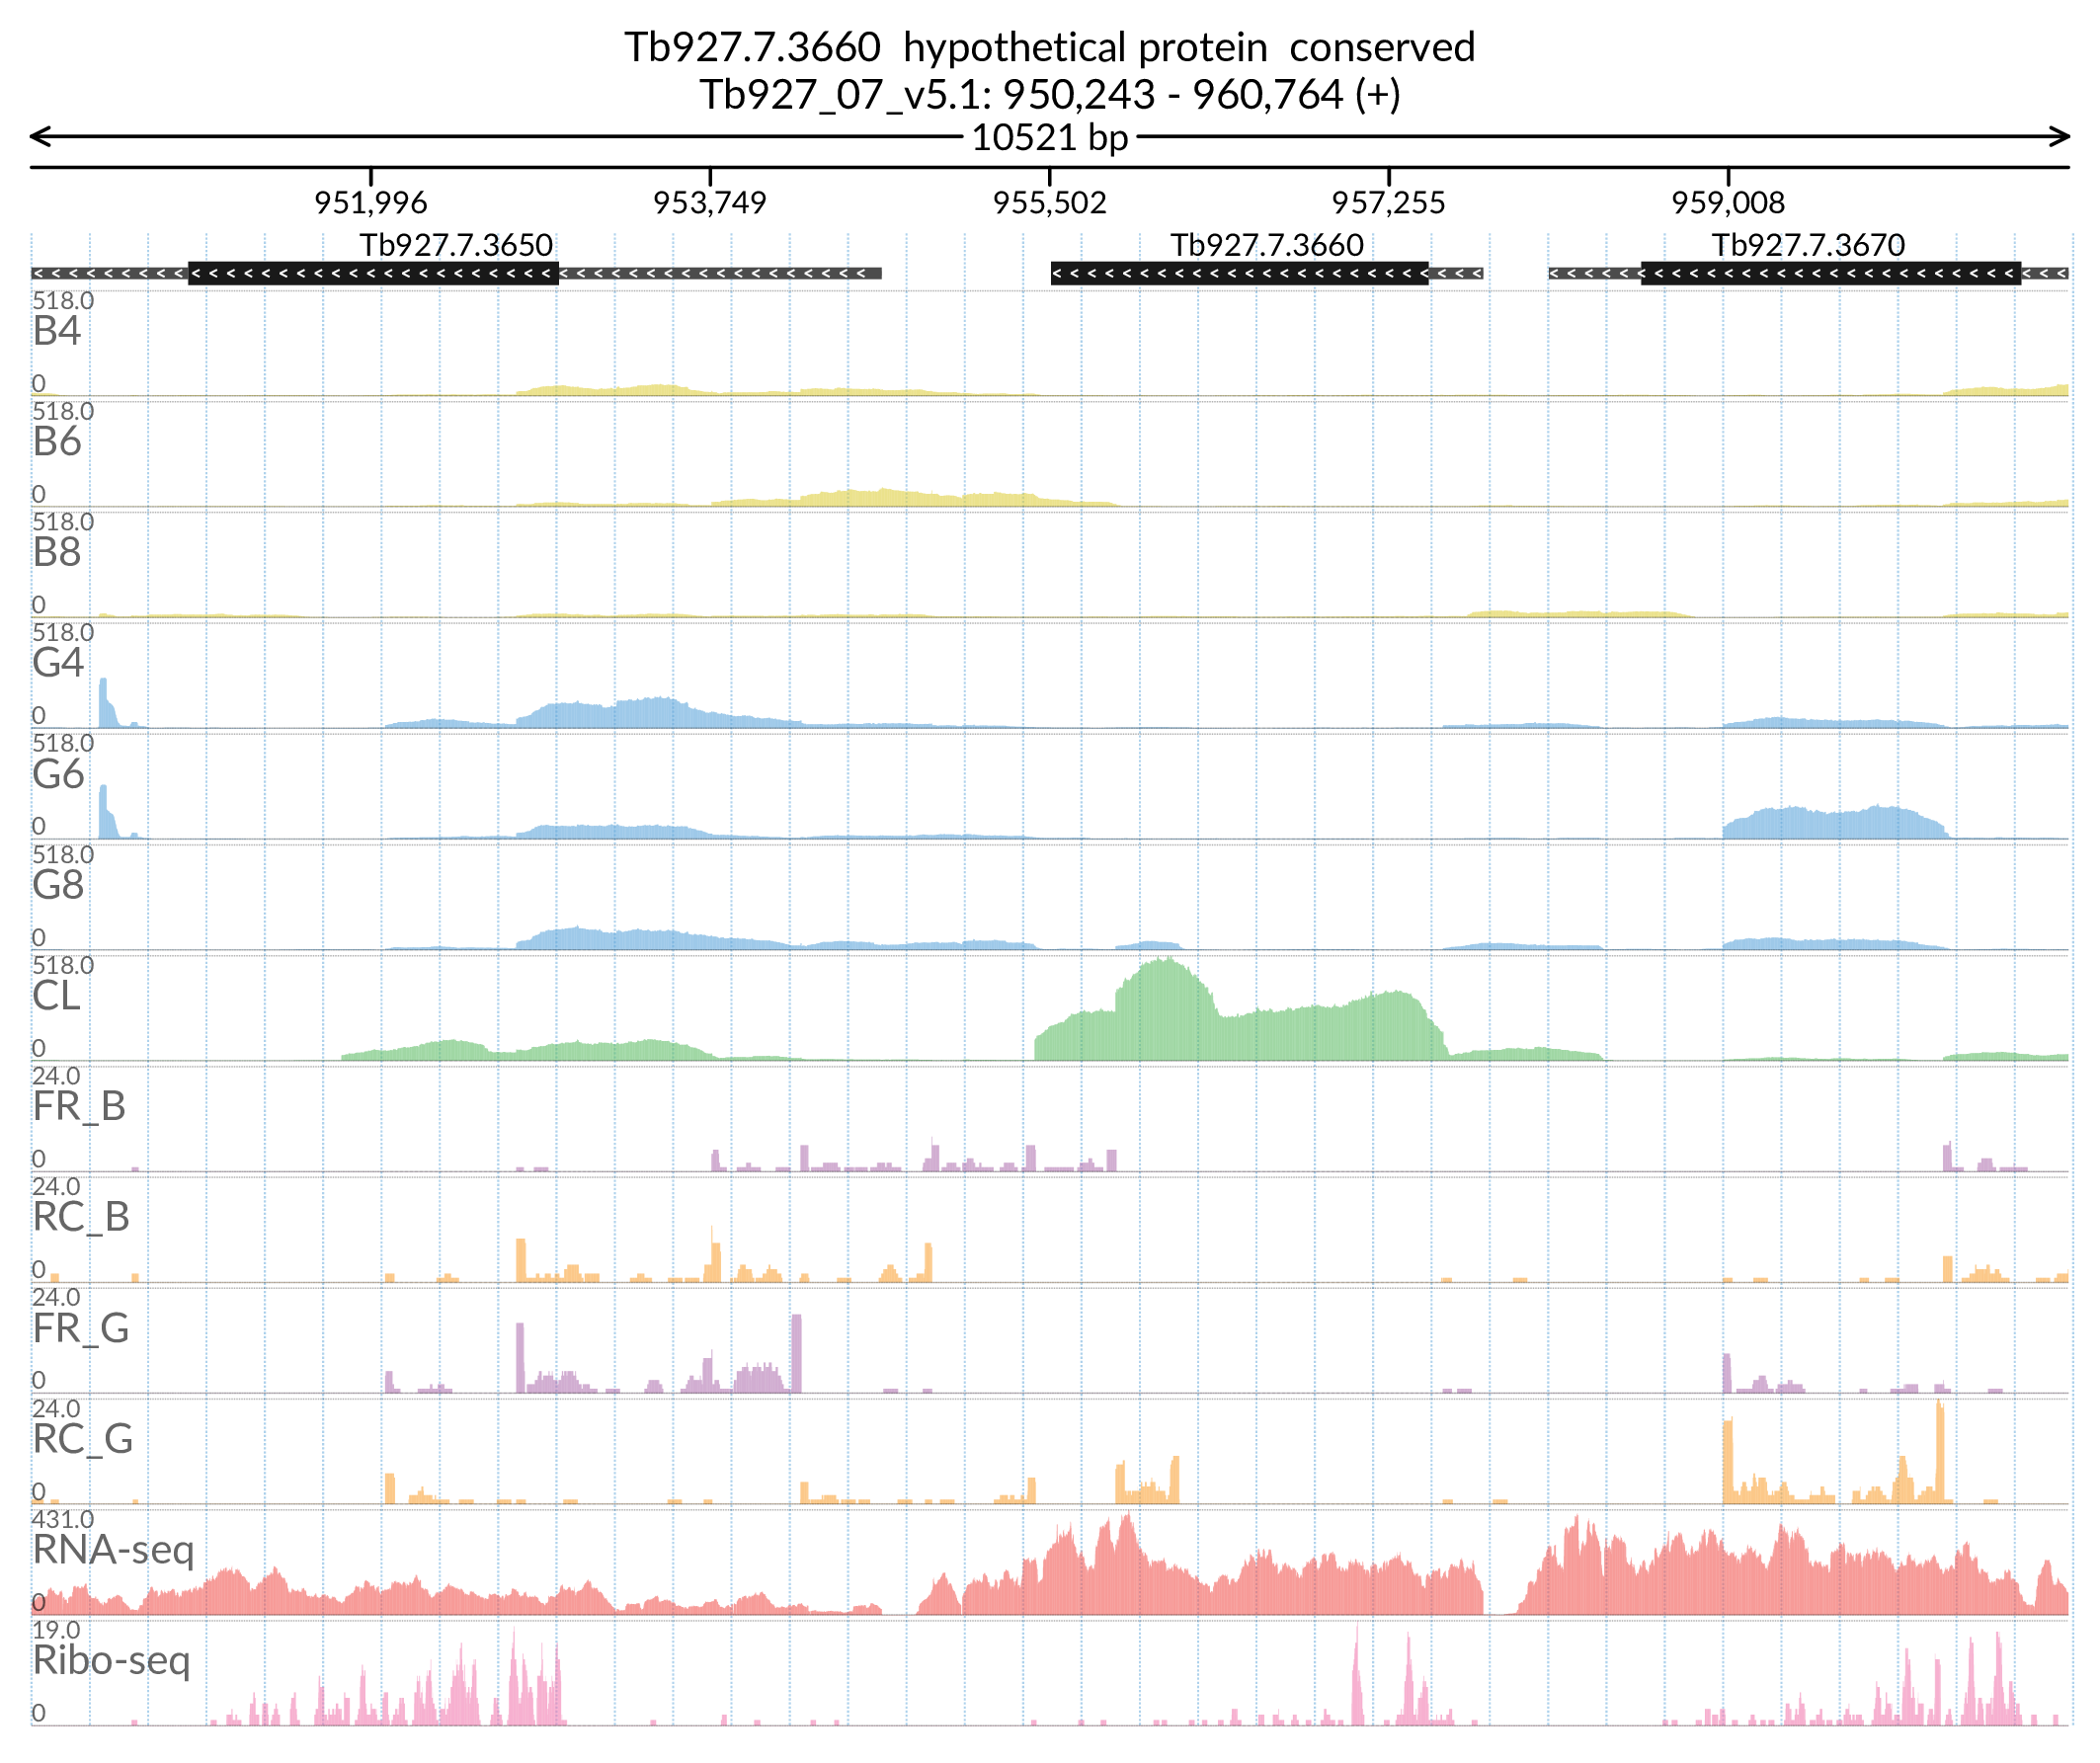 Tb927.7.3660 hypothetical protein conserved
Tb927_07_v5.1: 950,243 - 960,764 (+)
10521 bp
951,996 953,749 955,502 957,255 959,008
Tb927.7.3650 Tb927.7.3660 Tb927.7.3670
518.0
B4
0
518.0
B6
0
518.0
B8
0
518.0
G4
0
518.0
G6
0
518.0
G8
0
518.0
CL
0
24.0
FR_B
0
24.0
RC_B
0
24.0
FR_G
0
24.0
RC_G
0
431.0
RNA-seq
0
19.0
Ribo-seq
0